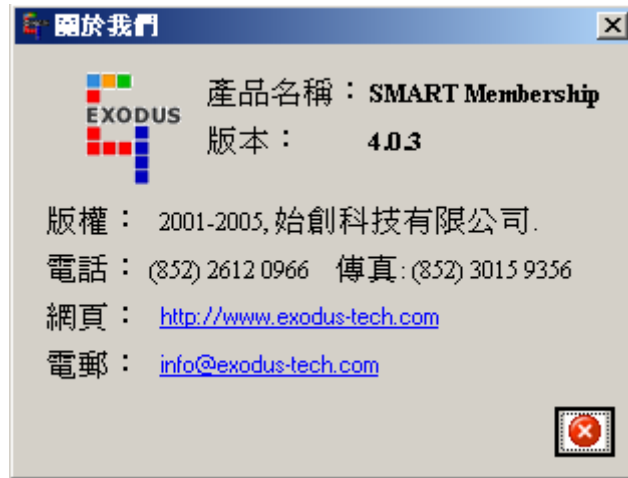 關於我們
EXODUS
產品名稱：SMART Membership
版本： 4.0.3
版權： 2001-2005, 始創科技有限公司.
電話：(852) 2612 0966 傳真 : (852) 3015 9356
網頁： http://www.exodus-tech.com
電郵： info@exodus-tech.com